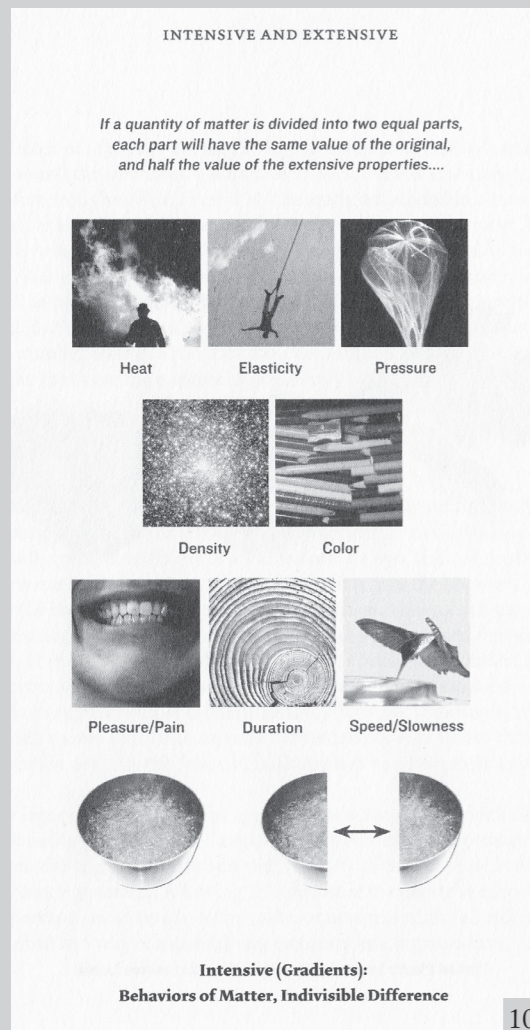 INTENSIVE AND EXTENSIVE
If a quantity of matter is divided into two equal parts,
each part will have the same value of the original,
and half the value of the extensive properties....
Heat
Elasticity
Pressure
Density
Color
Pleasure/Pain
Duration
Speed/Slowness
Intensive (Gradients):
Behaviors of Matter, Indivisible Difference